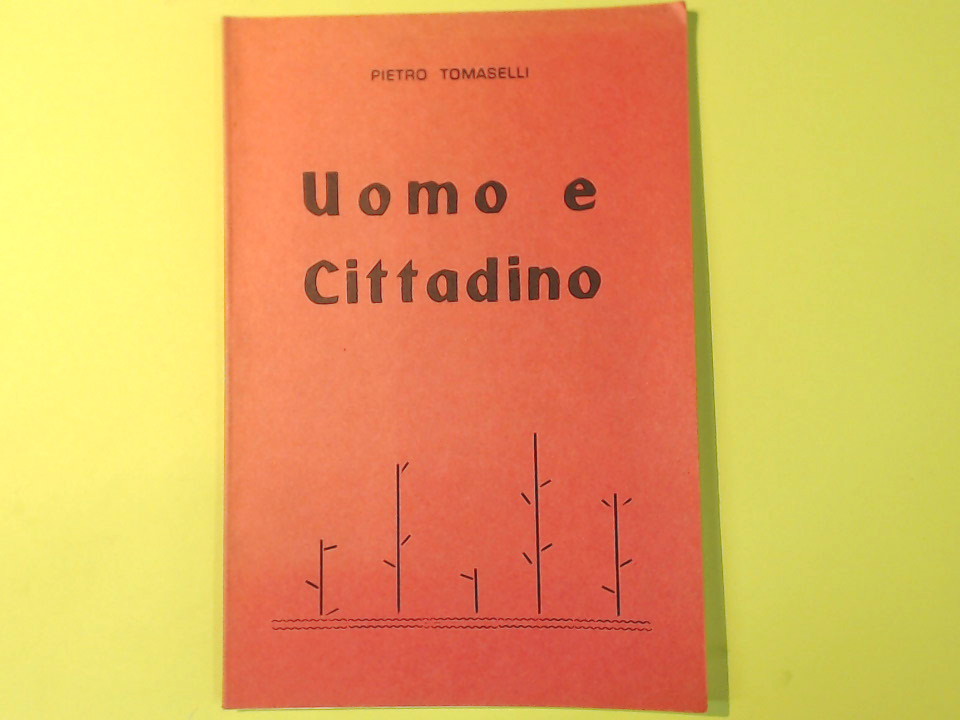 PIETRO TOMASELLI
Uomo e
Cittadino